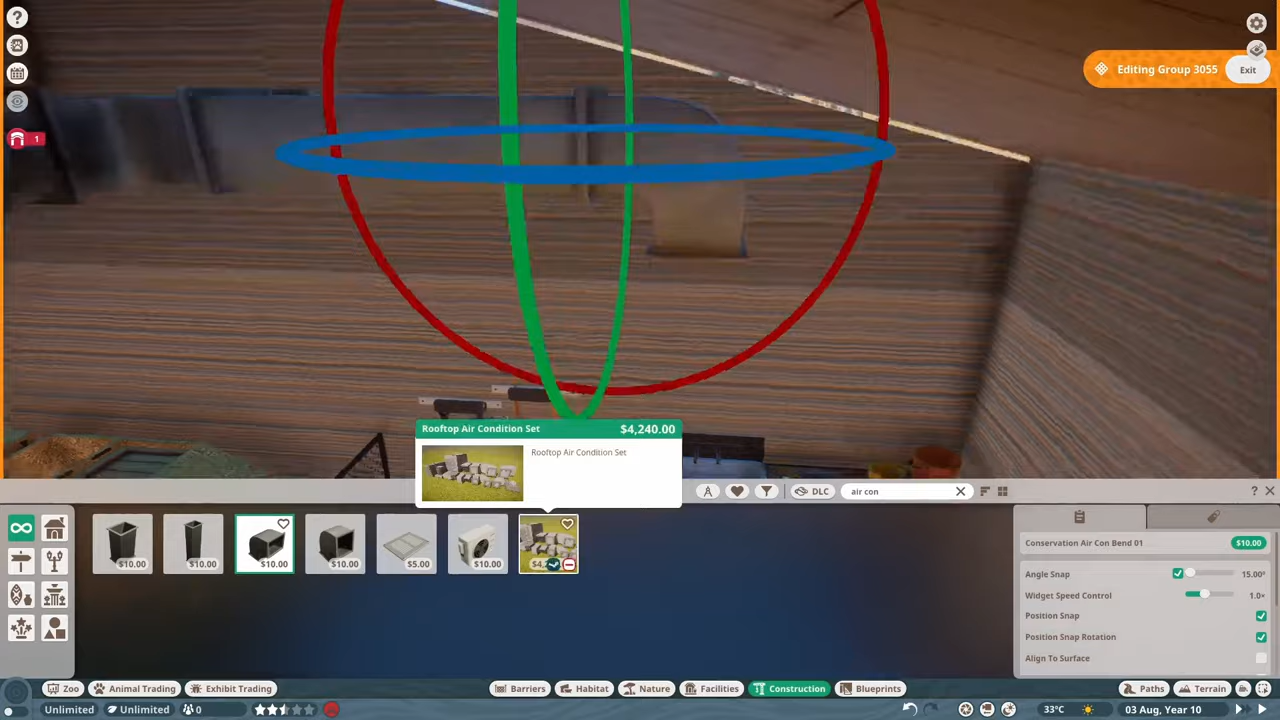 Editing Group 3055
Exit
1
Rooftop Air Condition Set $4,240.00
Rooftop Air Condition Set
DLC
air con
$10.00
$10.00
$10.00
$10.00
$5.00
$10.00
Conservation Air Con Bend 01 $10.00
Angle Snap 15.00°
Widget Speed Control 1.0×
Position Snap
Position Snap Rotation
Align To Surface
Zoo Animal Trading Exhibit Trading Barriers Habitat Nature Facilities Construction Blueprints Paths Terrain
Unlimited Unlimited 0 33°C 03 Aug, Year 10